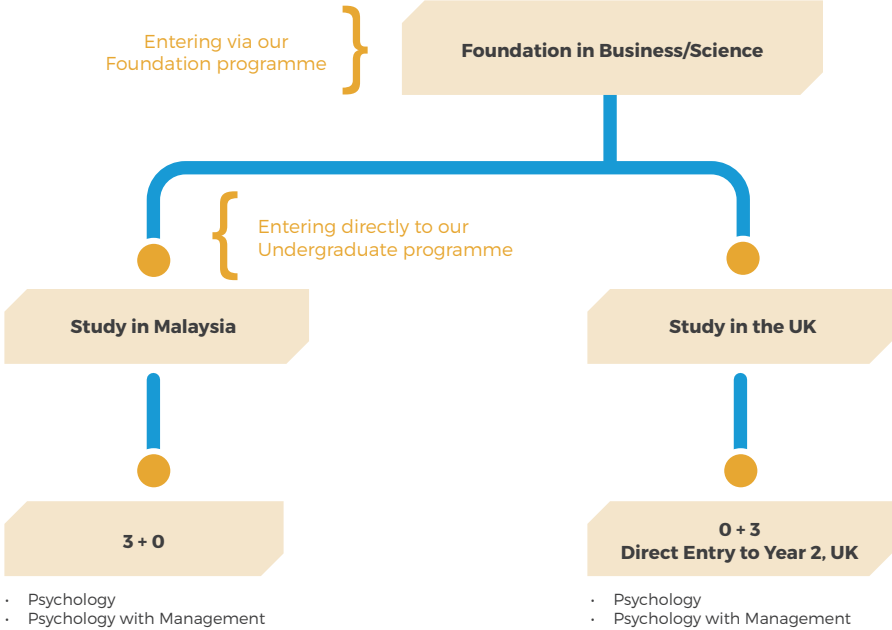 Entering via our
Foundation programme
Foundation in Business/Science
Entering directly to our
Undergraduate programme
Study in Malaysia
Study in the UK
3 + 0
0 + 3
Direct Entry to Year 2, UK
• Psychology
• Psychology with Management
• Psychology
• Psychology with Management